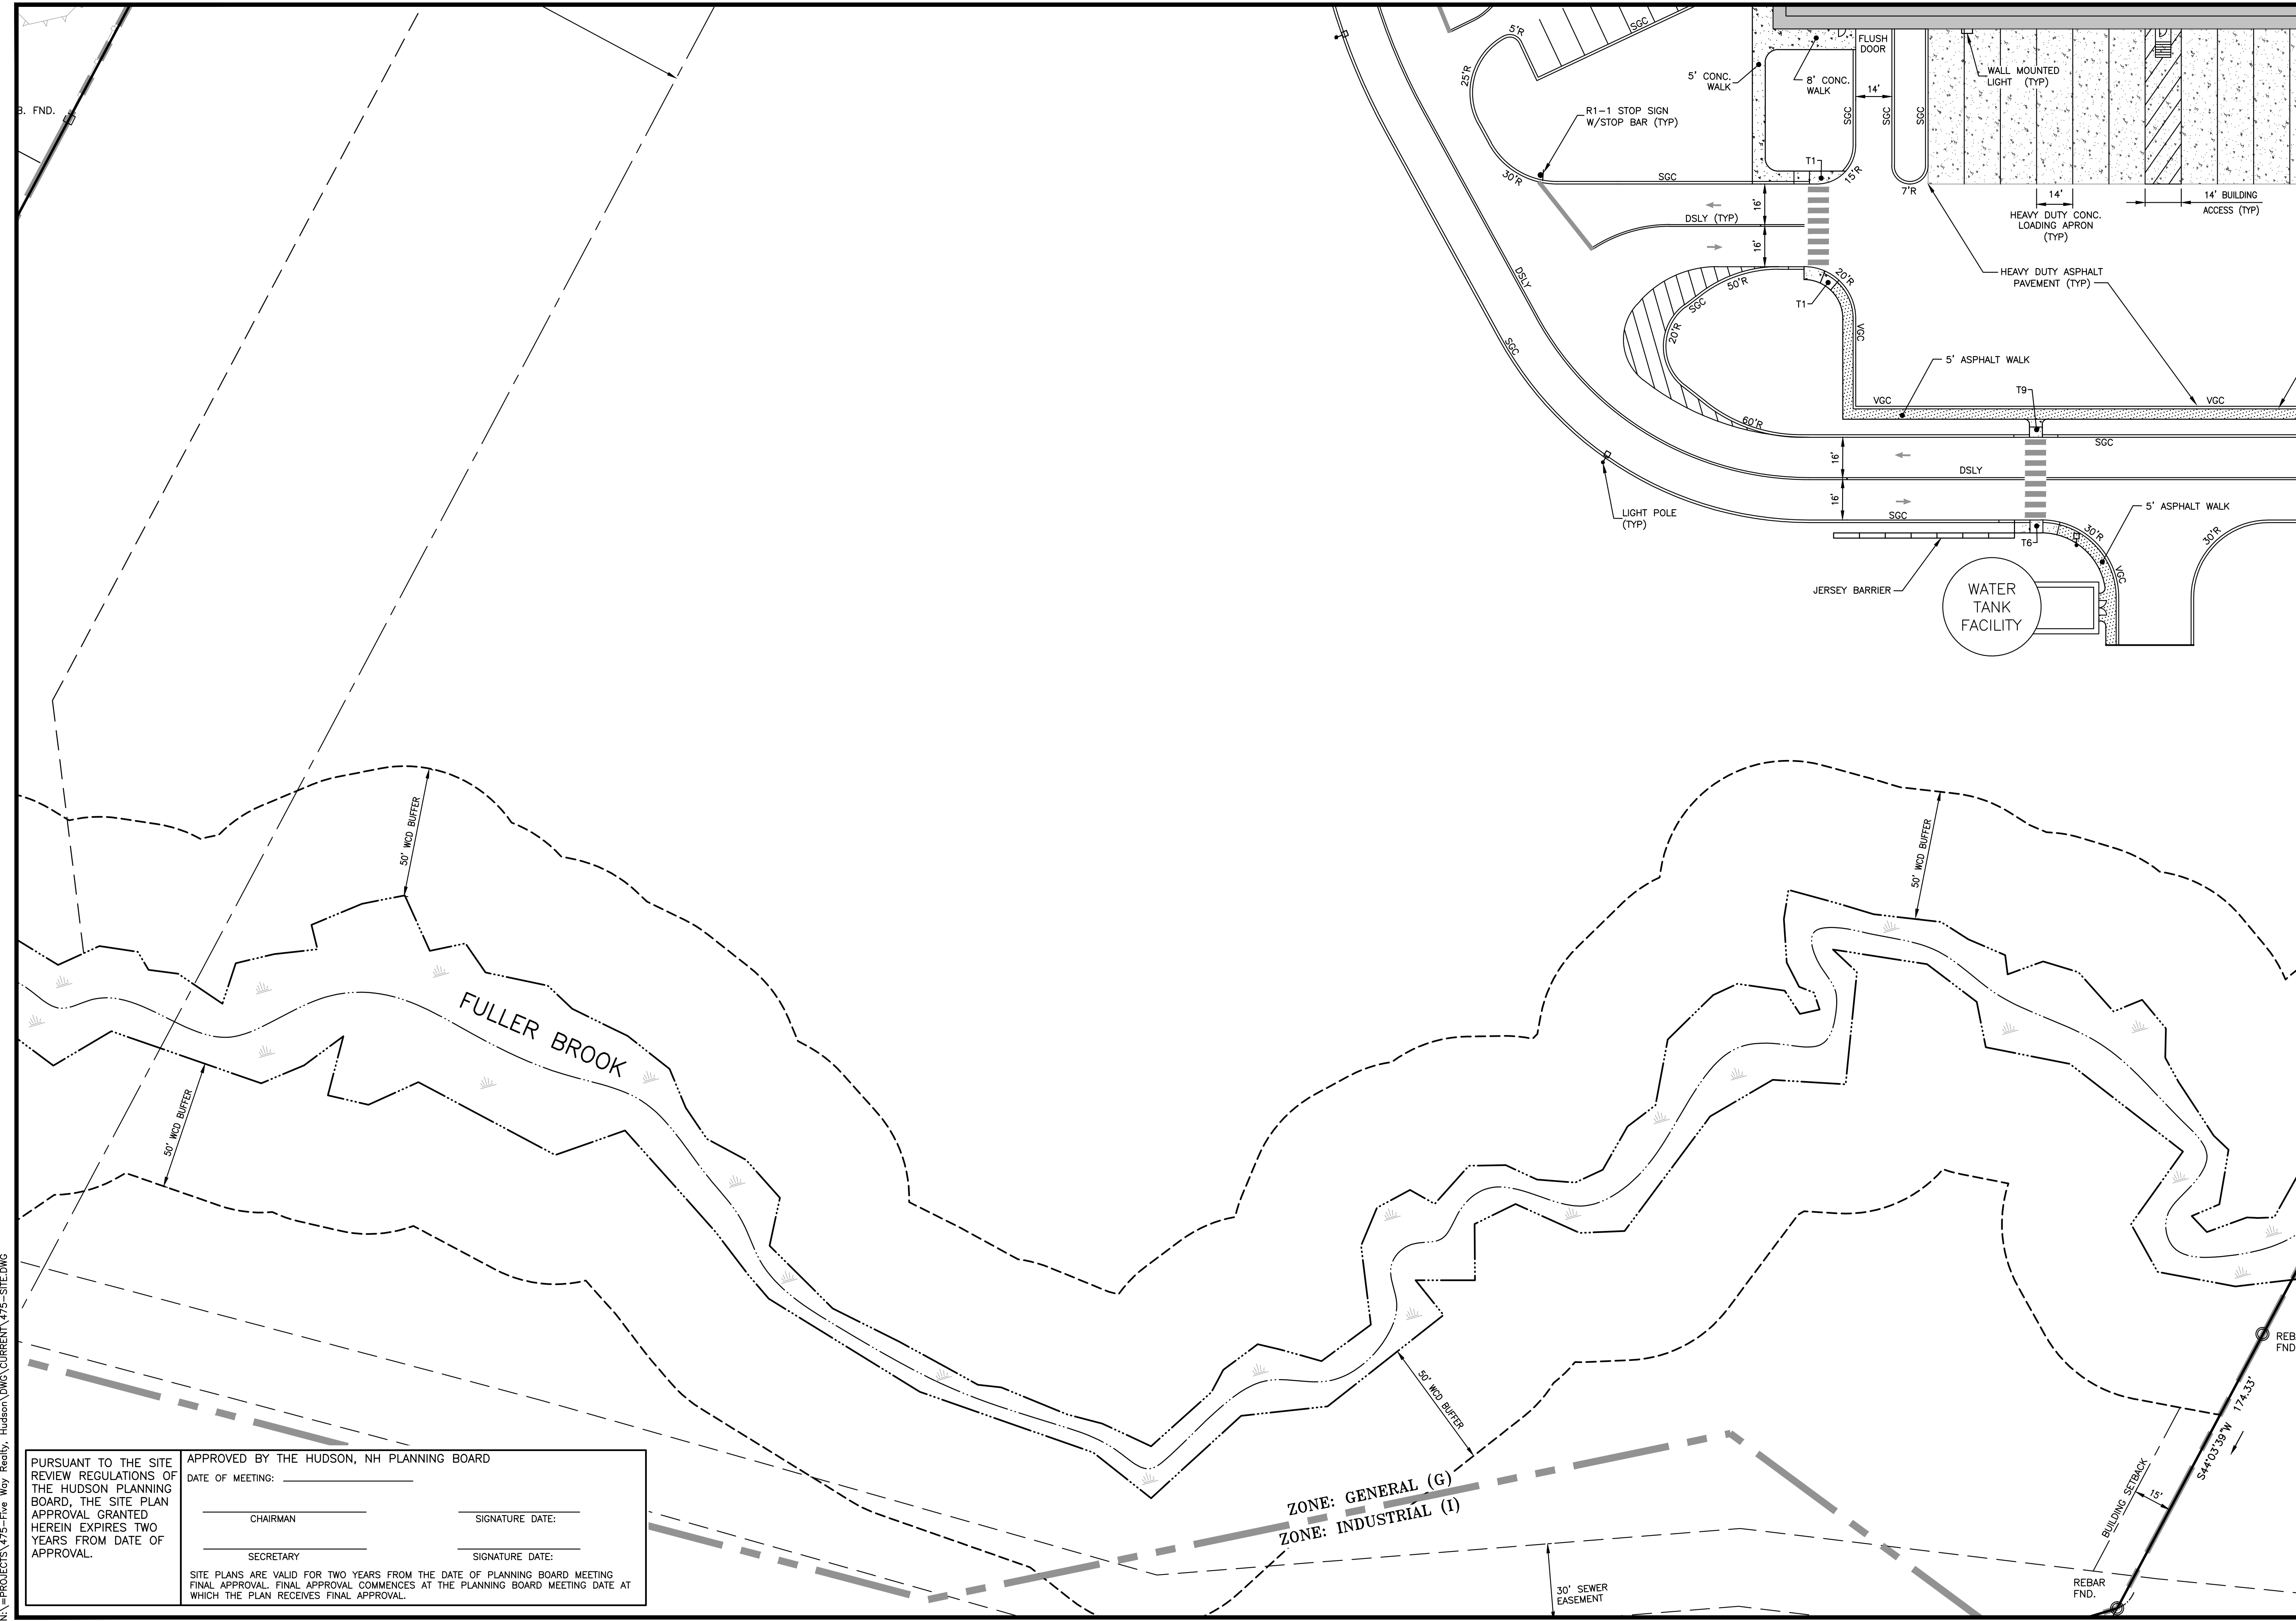 B. FND.
5'R
25'R
SGC
5' CONC.
WALK
8' CONC.
WALK
FLUSH
DOOR
14'
SGC
SGC
SGC
WALL MOUNTED
LIGHT (TYP)
R1-1 STOP SIGN
W/STOP BAR (TYP)
30'R
SGC
T1
15'R
7'R
14'
HEAVY DUTY CONC.
LOADING APRON
(TYP)
14' BUILDING
ACCESS (TYP)
DSLY (TYP)
16'
16'
HEAVY DUTY ASPHALT
PAVEMENT (TYP)
DSLY
SGC
50'R
SGC
20'R
20'R
T1
VGC
5' ASPHALT WALK
T9
VGC
VGC
60'R
SGC
16'
DSLY
16'
SGC
LIGHT POLE
(TYP)
5' ASPHALT WALK
30'R
30'R
T6
VGC
JERSEY BARRIER
WATER
TANK
FACILITY
50' WCD BUFFER
50' WCD BUFFER
FULLER BROOK
50' WCD BUFFER
50' WCD BUFFER
REB
FND
174.33'
S44°03'39"W
BUILDING SETBACK
15'
REBAR
FND.
ZONE: GENERAL (G)
ZONE: INDUSTRIAL (I)
30' SEWER
EASEMENT
PURSUANT TO THE SITE
REVIEW REGULATIONS OF
THE HUDSON PLANNING
BOARD, THE SITE PLAN
APPROVAL GRANTED
HEREIN EXPIRES TWO
YEARS FROM DATE OF
APPROVAL.
APPROVED BY THE HUDSON, NH PLANNING BOARD
DATE OF MEETING:
CHAIRMAN
SIGNATURE DATE:
SECRETARY
SIGNATURE DATE:
SITE PLANS ARE VALID FOR TWO YEARS FROM THE DATE OF PLANNING BOARD MEETING
FINAL APPROVAL. FINAL APPROVAL COMMENCES AT THE PLANNING BOARD MEETING DATE AT
WHICH THE PLAN RECEIVES FINAL APPROVAL.
N:\=PROJECTS\475-Five Way Realty, Hudson\DWG\CURRENT\475-SITE.DWG